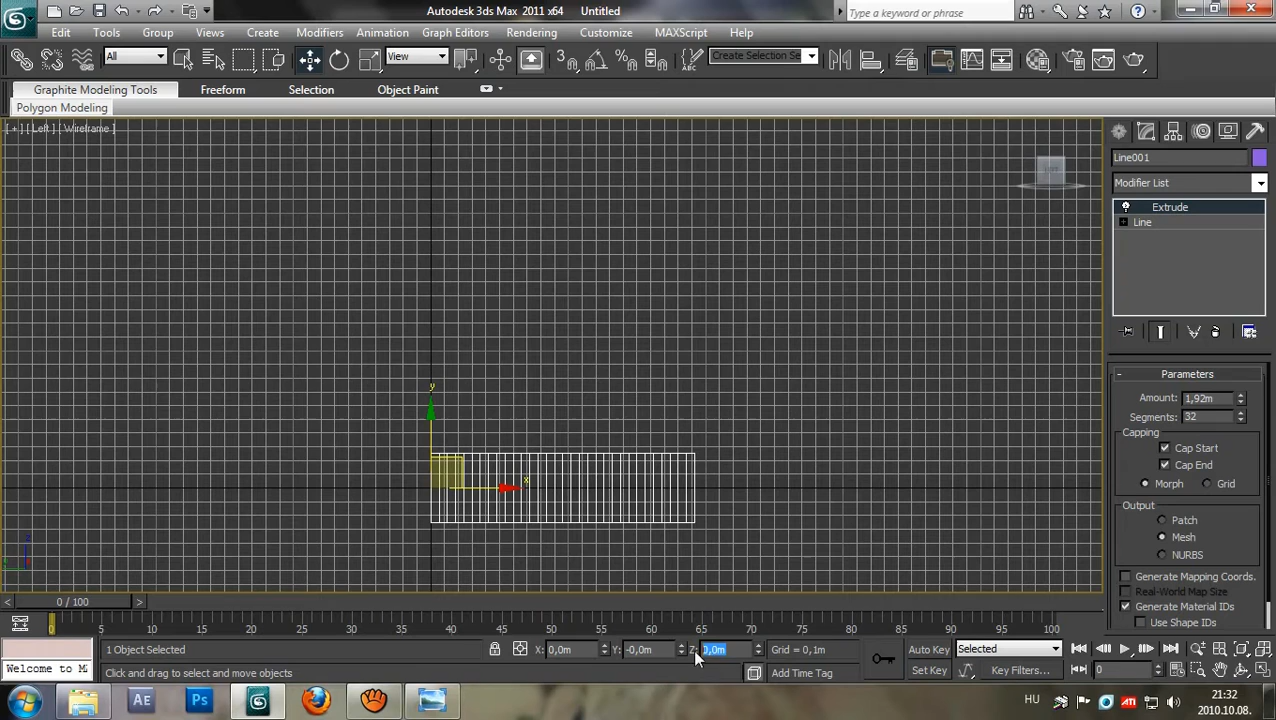 Autodesk 3ds Max 2011 x64 Untitled
Type a keyword or phrase
Edit Tools Group Views Create Modifiers Animation Graph Editors Rendering Customize MAXScript Help
All View Create Selection Se
Graphite Modeling Tools Freeform Selection Object Paint
Polygon Modeling
[ + ] [ Left ] [ Wireframe ]
Line001
Modifier List
Extrude
Line
Parameters
Amount: 1,92m
Segments: 32
Capping
Cap Start
Cap End
Morph Grid
Output
Patch
Mesh
NURBS
Generate Mapping Coords.
Real-World Map Size
Generate Material IDs
Use Shape IDs
y
x
z
0 / 100
5 10 15 20 25 30 35 40 45 50 55 60 65 70 75 80 85 90 95 100
1 Object Selected X: 0,0m Y: -0,0m Z: 0,0m Grid = 0,1m Auto Key Selected
Welcome to M Click and drag to select and move objects Add Time Tag Set Key Key Filters... 0
Ae Ps HU ATI 21:32
2010.10.08.